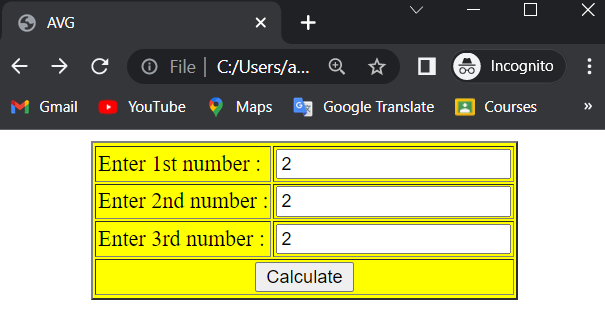 AVG
File C:/Users/a... Incognito
Gmail YouTube Maps Google Translate Courses »
Enter 1st number : 2
Enter 2nd number : 2
Enter 3rd number : 2
Calculate